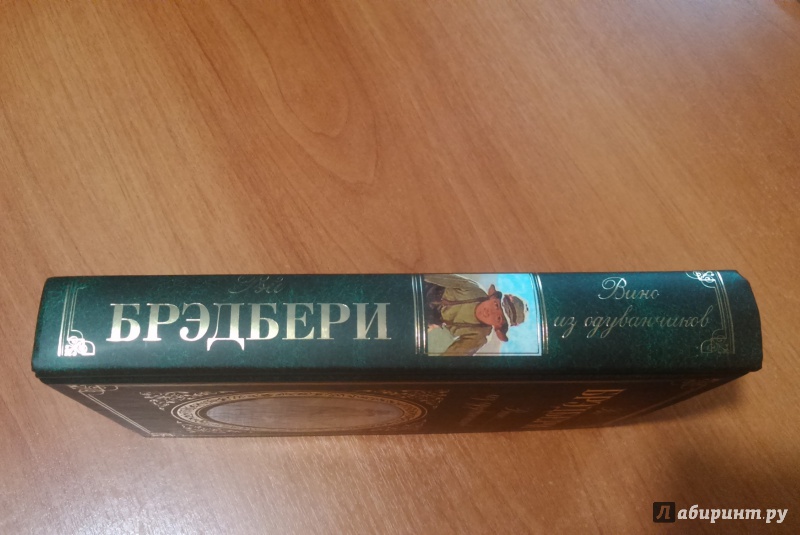 Рэй
БРЭДБЕРИ
Вино
из одуванчиков
Лабиринт.ру